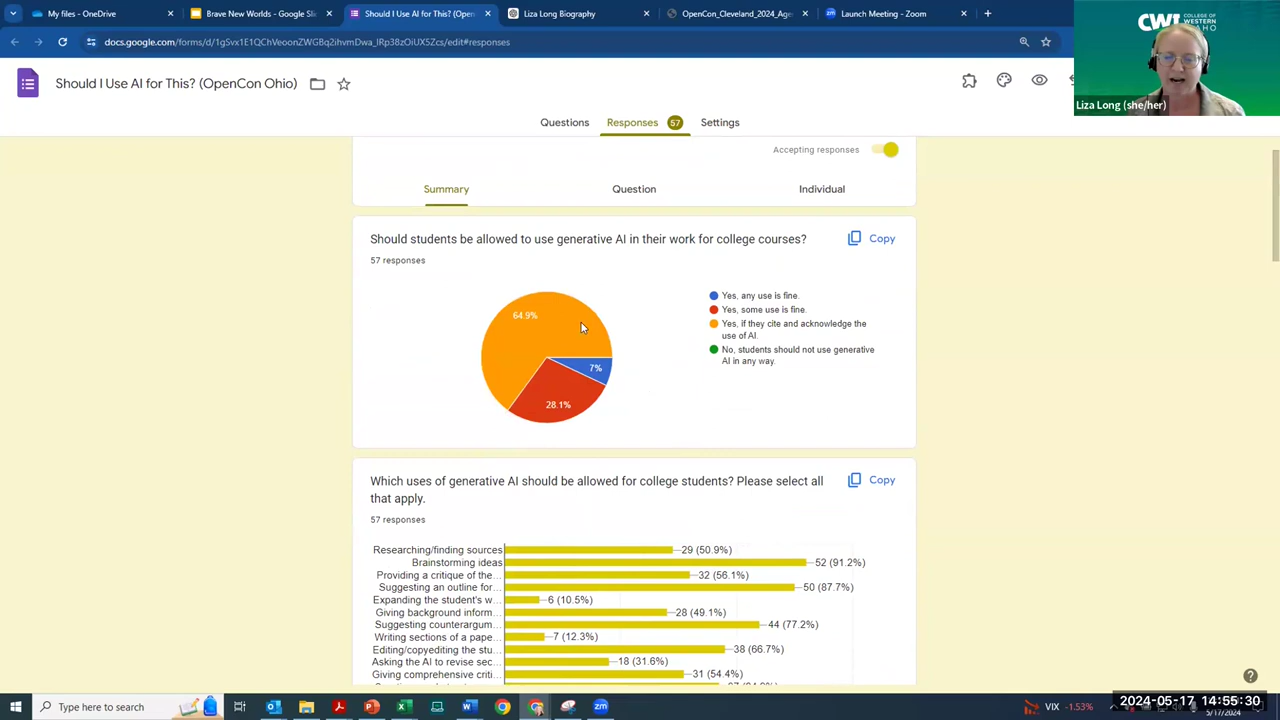 My files - OneDrive
Brave New Worlds - Google Sli
Should I Use AI for This? (Open
Liza Long Biography
OpenCon_Cleveland_2024_Age
Launch Meeting - Zoom
docs.google.com/forms/d/1gSvx1E1QChVeoonZWGBq2ihvmDwa_lRp38zOiUX5Zcs/edit#responses
CWI COLLEGE OF WESTERN IDAHO
Liza Long (she/her)
Should I Use AI for This? (OpenCon Ohio)
Questions
Responses 57
Settings
Accepting responses
Summary
Question
Individual
Should students be allowed to use generative AI in their work for college courses?
Copy
57 responses
64.9%
7%
28.1%
Yes, any use is fine.
Yes, some use is fine.
Yes, if they cite and acknowledge the
use of AI.
No, students should not use generative
AI in any way.
Which uses of generative AI should be allowed for college students? Please select all
that apply.
Copy
57 responses
Researching/finding sources 29 (50.9%)
Brainstorming ideas 52 (91.2%)
Providing a critique of the... 32 (56.1%)
Suggesting an outline for... 50 (87.7%)
Expanding the student's w... 6 (10.5%)
Giving background inform... 28 (49.1%)
Suggesting counterargum... 44 (77.2%)
Writing sections of a pape... 7 (12.3%)
Editing/copyediting the stu... 38 (66.7%)
Asking the AI to revise sec... 18 (31.6%)
Giving comprehensive criti... 31 (54.4%)
Type here to search
VIX -1.53%
2024-05-17 14:55:30
5/17/2024